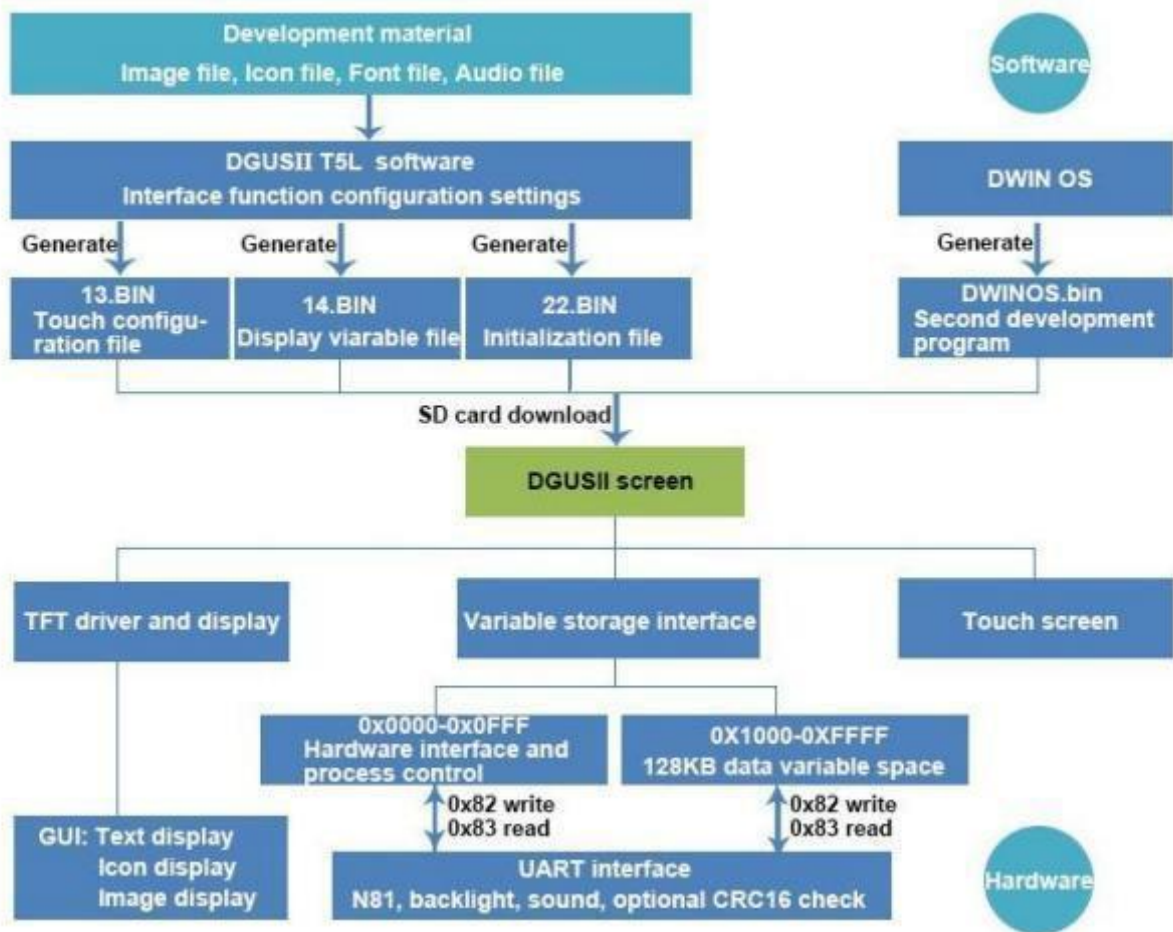 Development material
Image file, Icon file, Font file, Audio file
Software
DGUSII T5L software
Interface function configuration settings
DWIN OS
Generate
Generate
Generate
Generate
13.BIN
Touch configu-
ration file
14.BIN
Display viarable file
22.BIN
Initialization file
DWINOS.bin
Second development
program
SD card download
DGUSII screen
TFT driver and display
Variable storage interface
Touch screen
0x0000-0x0FFF
Hardware interface and
process control
0X1000-0XFFFF
128KB data variable space
0x82 write
0x83 read
0x82 write
0x83 read
GUI: Text display
Icon display
Image display
UART interface
N81, backlight, sound, optional CRC16 check
Hardware